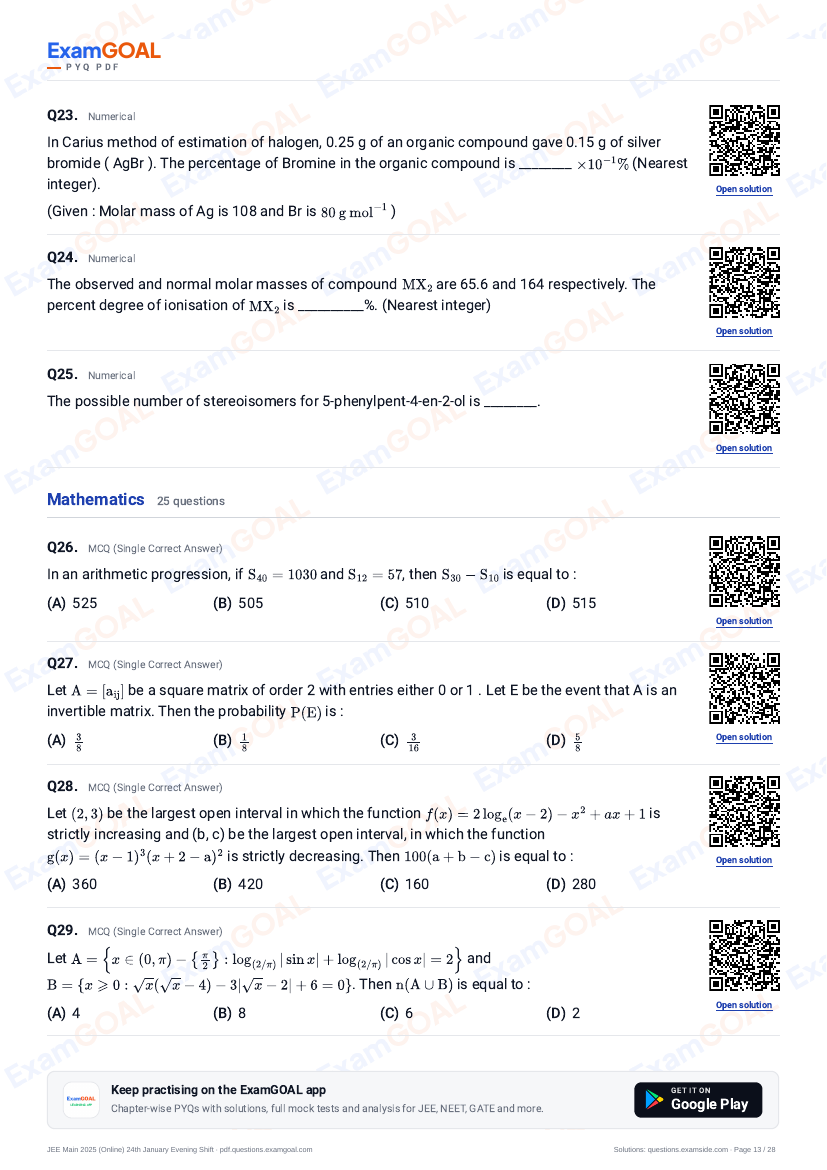 ExamGOAL
PYQ PDF
Q23. Numerical
In Carius method of estimation of halogen, 0.25 g of an organic compound gave 0.15 g of silver
bromide ( AgBr ). The percentage of Bromine in the organic compound is ________ ×10⁻¹% (Nearest
integer).
(Given : Molar mass of Ag is 108 and Br is 80 g mol⁻¹ )
Open solution
Q24. Numerical
The observed and normal molar masses of compound MX₂ are 65.6 and 164 respectively. The
percent degree of ionisation of MX₂ is __________%. (Nearest integer)
Open solution
Q25. Numerical
The possible number of stereoisomers for 5-phenylpent-4-en-2-ol is ________.
Open solution
Mathematics 25 questions
Q26. MCQ (Single Correct Answer)
In an arithmetic progression, if S₄₀ = 1030 and S₁₂ = 57, then S₃₀ − S₁₀ is equal to :
(A) 525 (B) 505 (C) 510 (D) 515
Open solution
Q27. MCQ (Single Correct Answer)
Let A = [aᵢⱼ] be a square matrix of order 2 with entries either 0 or 1 . Let E be the event that A is an
invertible matrix. Then the probability P(E) is :
(A) 3/8 (B) 1/8 (C) 3/16 (D) 5/8
Open solution
Q28. MCQ (Single Correct Answer)
Let (2, 3) be the largest open interval in which the function f(x) = 2 logₑ(x − 2) − x² + ax + 1 is
strictly increasing and (b, c) be the largest open interval, in which the function
g(x) = (x − 1)³(x + 2 − a)² is strictly decreasing. Then 100(a + b − c) is equal to :
(A) 360 (B) 420 (C) 160 (D) 280
Open solution
Q29. MCQ (Single Correct Answer)
Let A = {x ∈ (0, π) − {π/2} : log₍₂/π₎ | sin x| + log₍₂/π₎ | cos x| = 2} and
B = {x ⩾ 0 : √x(√x − 4) − 3|√x − 2| + 6 = 0}. Then n(A ∪ B) is equal to :
(A) 4 (B) 8 (C) 6 (D) 2
Open solution
Keep practising on the ExamGOAL app
Chapter-wise PYQs with solutions, full mock tests and analysis for JEE, NEET, GATE and more.
GET IT ON
Google Play
JEE Main 2025 (Online) 24th January Evening Shift · pdf.questions.examgoal.com
Solutions: questions.examside.com · Page 13 / 28